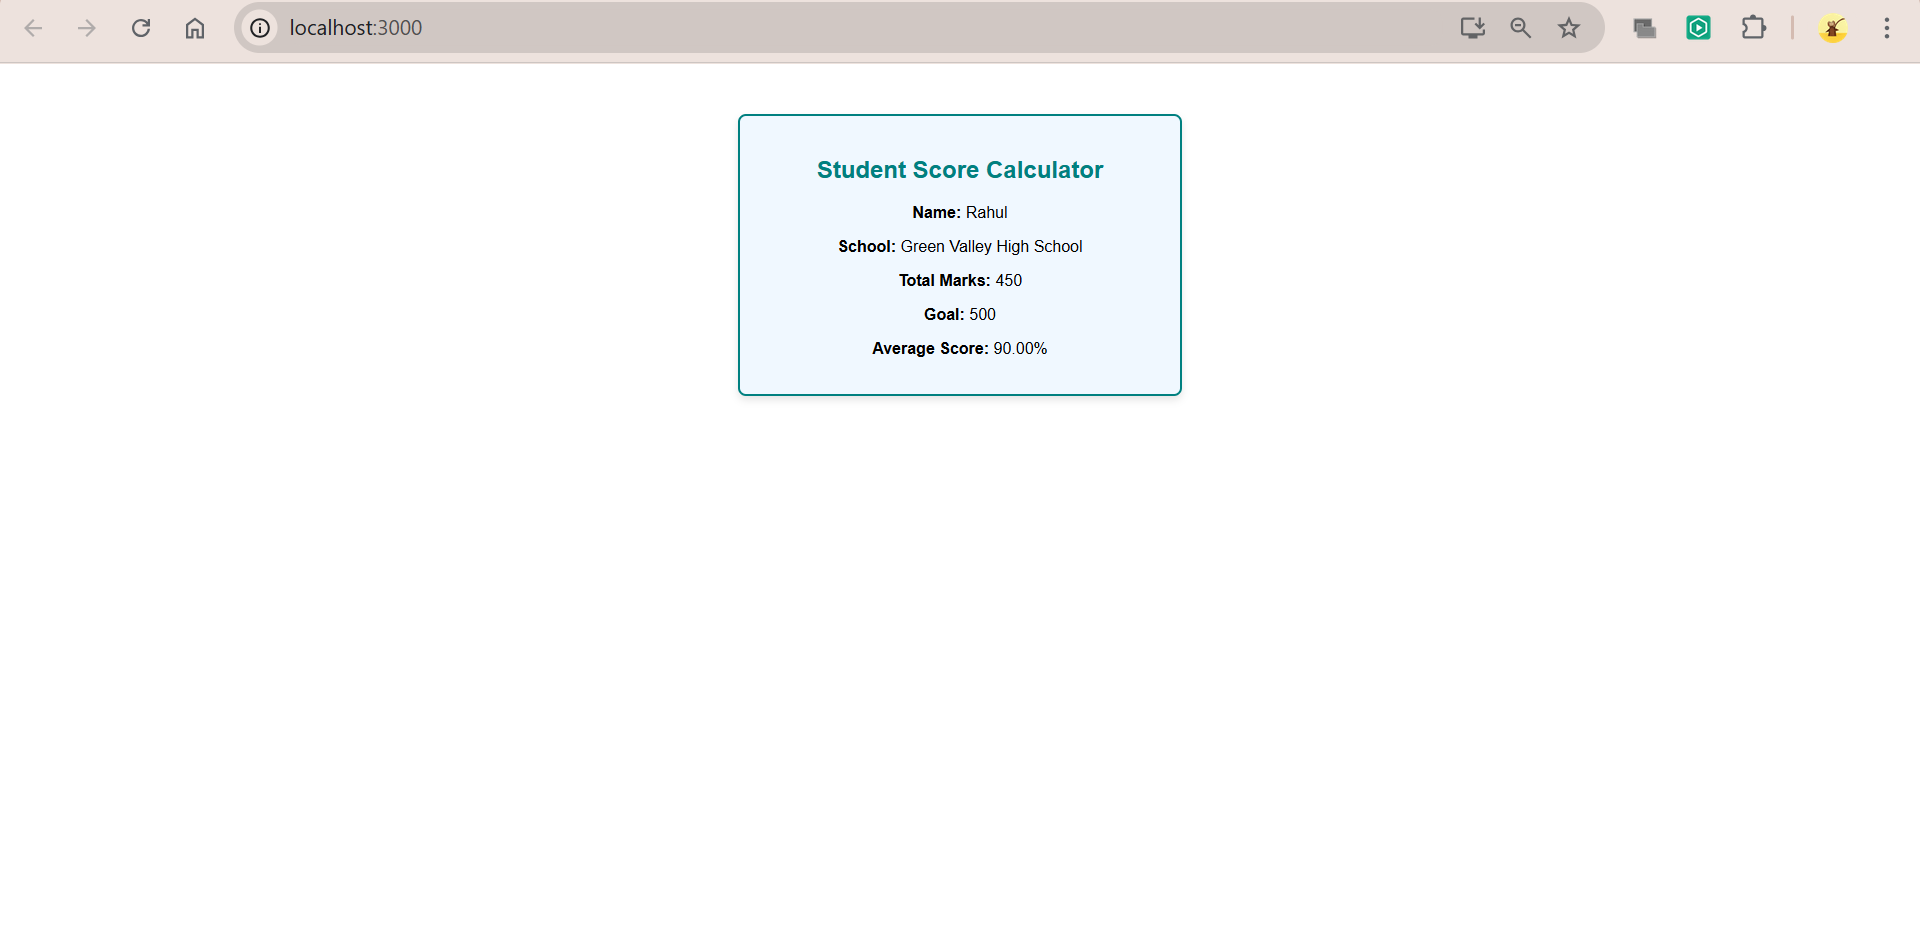 localhost:3000
Student Score Calculator
Name: Rahul
School: Green Valley High School
Total Marks: 450
Goal: 500
Average Score: 90.00%